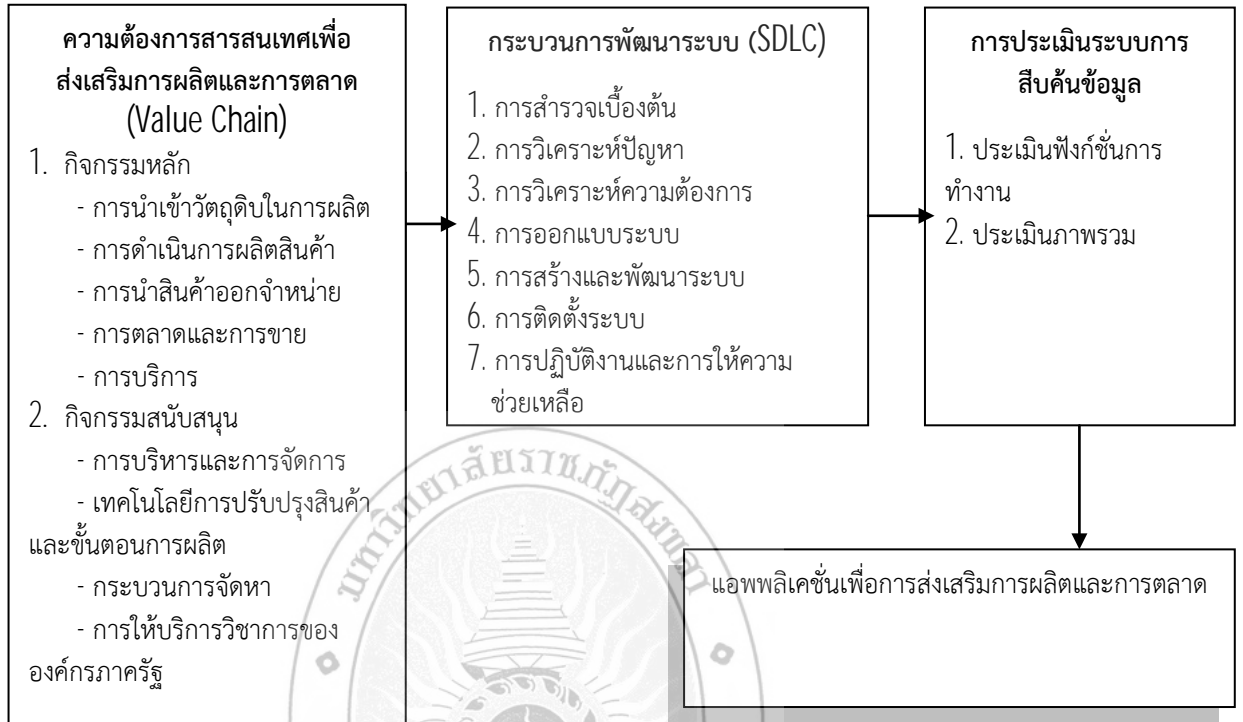 ความต้องการสารสนเทศเพื่อ
ส่งเสริมการผลิตและการตลาด
(Value Chain)
1. กิจกรรมหลัก
- การนำเข้าวัตถุดิบในการผลิต
- การดำเนินการผลิตสินค้า
- การนำสินค้าออกจำหน่าย
- การตลาดและการขาย
- การบริการ
2. กิจกรรมสนับสนุน
- การบริหารและการจัดการ
- เทคโนโลยีการปรับปรุงสินค้า
และขั้นตอนการผลิต
- กระบวนการจัดหา
- การให้บริการวิชาการของ
องค์กรภาครัฐ
กระบวนการพัฒนาระบบ (SDLC)
1. การสำรวจเบื้องต้น
2. การวิเคราะห์ปัญหา
3. การวิเคราะห์ความต้องการ
4. การออกแบบระบบ
5. การสร้างและพัฒนาระบบ
6. การติดตั้งระบบ
7. การปฏิบัติงานและการให้ความ
ช่วยเหลือ
การประเมินระบบการ
สืบค้นข้อมูล
1. ประเมินฟังก์ชั่นการ
ทำงาน
2. ประเมินภาพรวม
แอพพลิเคชั่นเพื่อการส่งเสริมการผลิตและการตลาด
มหาวิทยาลัยราชภัฏสงขลา